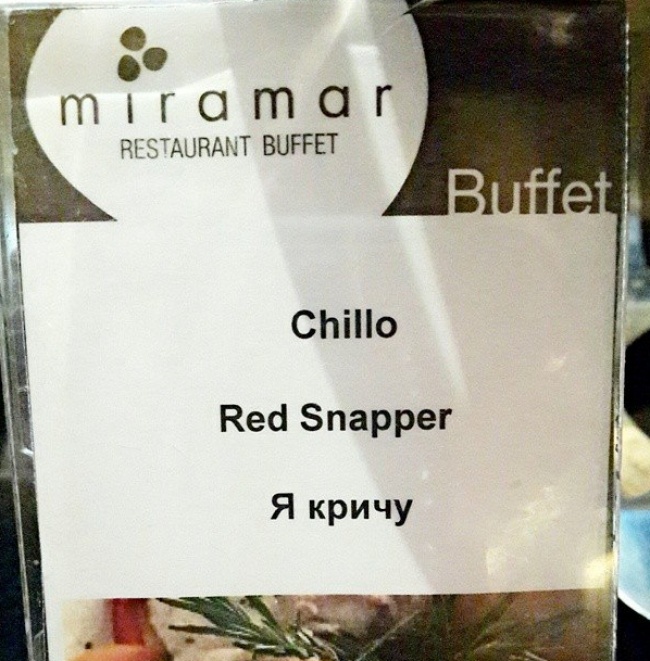 miramar
RESTAURANT BUFFET
Buffet
Chillo
Red Snapper
Я кричу